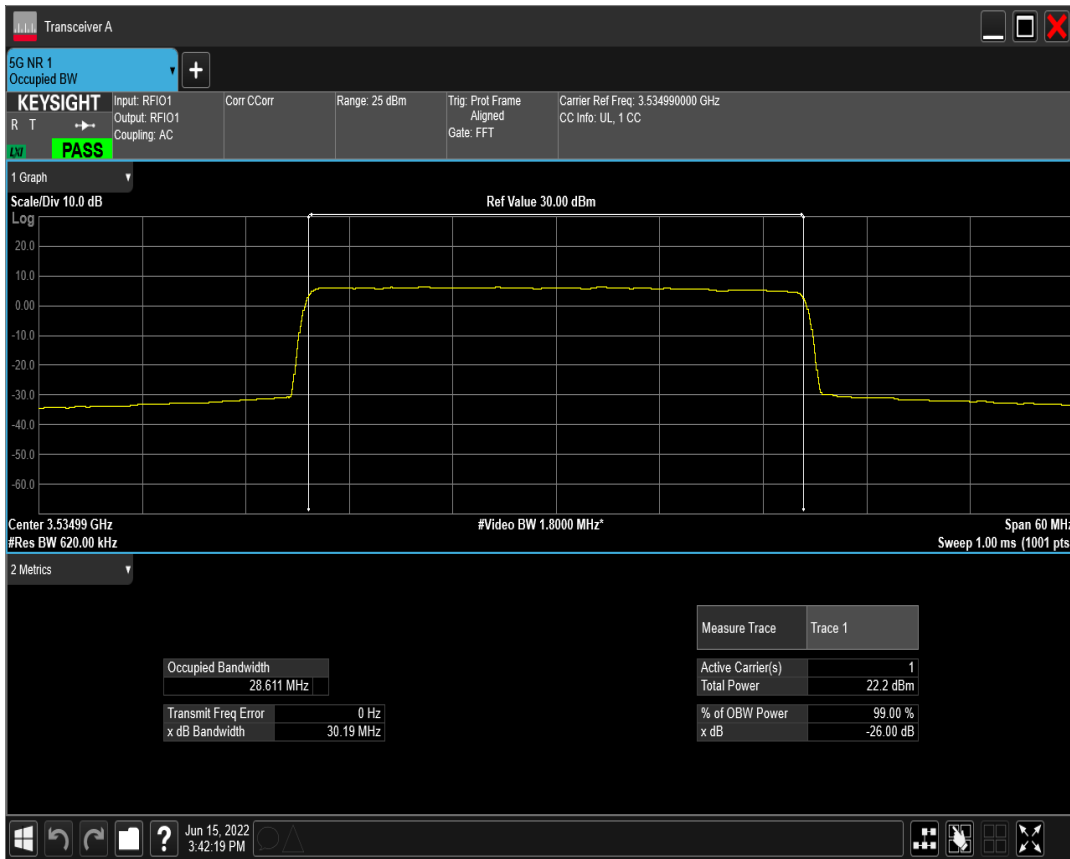 Transceiver A
5G NR 1
Occupied BW
KEYSIGHT
R T
LXI
PASS
Input: RFIO1
Output: RFIO1
Coupling: AC
Corr CCorr
Range: 25 dBm
Trig: Prot Frame
Aligned
Gate: FFT
Carrier Ref Freq: 3.534990000 GHz
CC Info: UL, 1 CC
1 Graph
Scale/Div 10.0 dB
Ref Value 30.00 dBm
Log
20.0
10.0
0.00
-10.0
-20.0
-30.0
-40.0
-50.0
-60.0
Center 3.53499 GHz
#Video BW 1.8000 MHz*
Span 60 MHz
#Res BW 620.00 kHz
Sweep 1.00 ms (1001 pts
2 Metrics
Measure Trace Trace 1
Occupied Bandwidth
28.611 MHz
Active Carrier(s) 1
Total Power 22.2 dBm
Transmit Freq Error 0 Hz
x dB Bandwidth 30.19 MHz
% of OBW Power 99.00 %
x dB -26.00 dB
?
Jun 15, 2022
3:42:19 PM